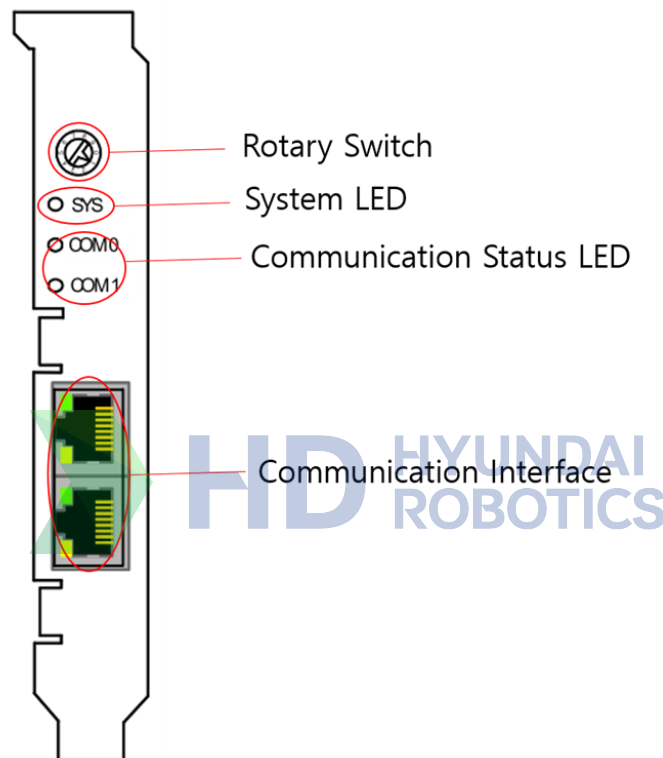 Rotary Switch
SYS
System LED
COM0
Communication Status LED
COM1
Communication Interface
HD HYUNDAI
ROBOTICS